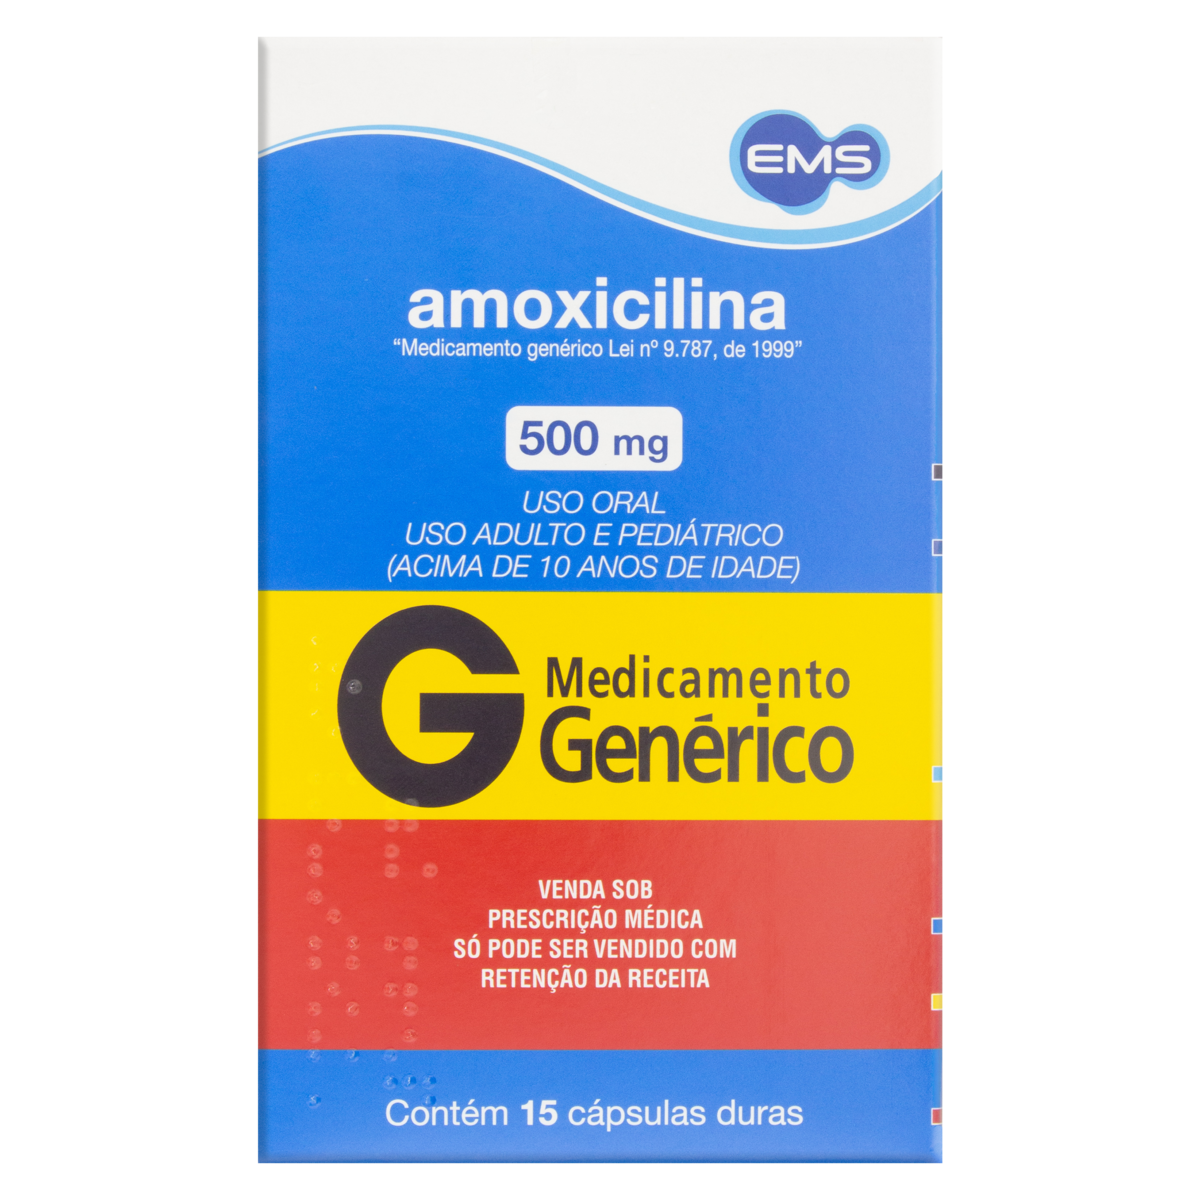 EMS
amoxicilina
“Medicamento genérico Lei nº 9.787, de 1999”
500 mg
USO ORAL
USO ADULTO E PEDIÁTRICO
(ACIMA DE 10 ANOS DE IDADE)
G
Medicamento
Genérico
VENDA SOB
PRESCRIÇÃO MÉDICA
SÓ PODE SER VENDIDO COM
RETENÇÃO DA RECEITA
Contém 15 cápsulas duras